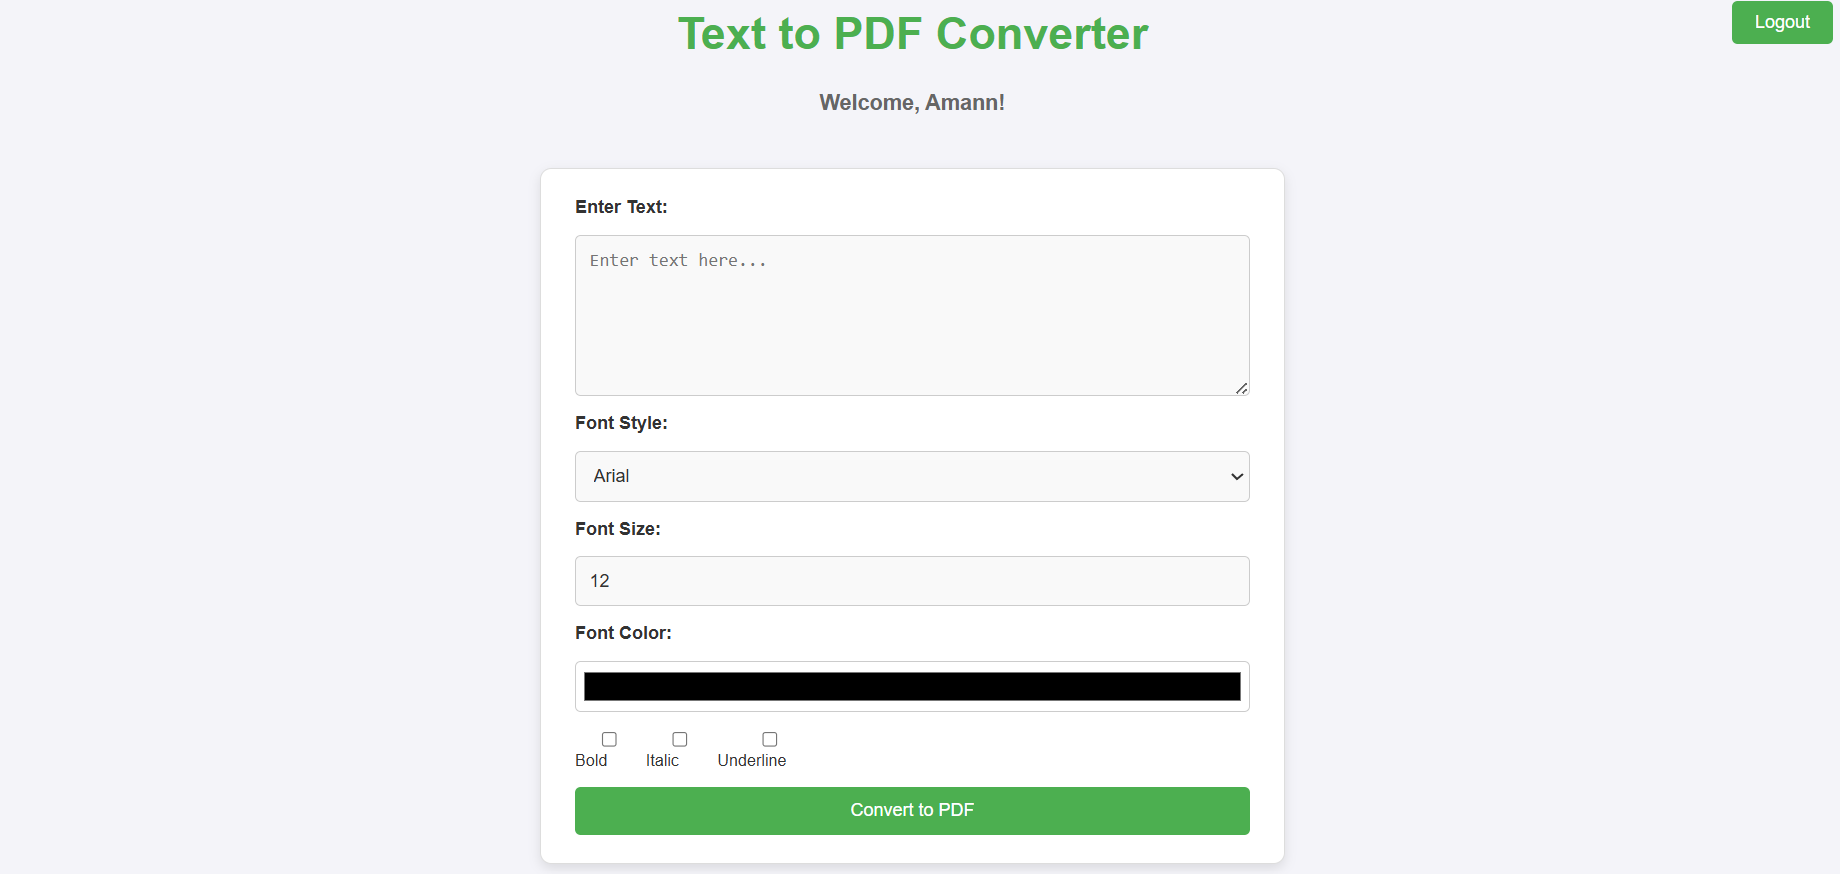 Text to PDF Converter
Logout
Welcome, Amann!
Enter Text:
Enter text here...
Font Style:
Arial
Font Size:
12
Font Color:
Bold Italic Underline
Convert to PDF